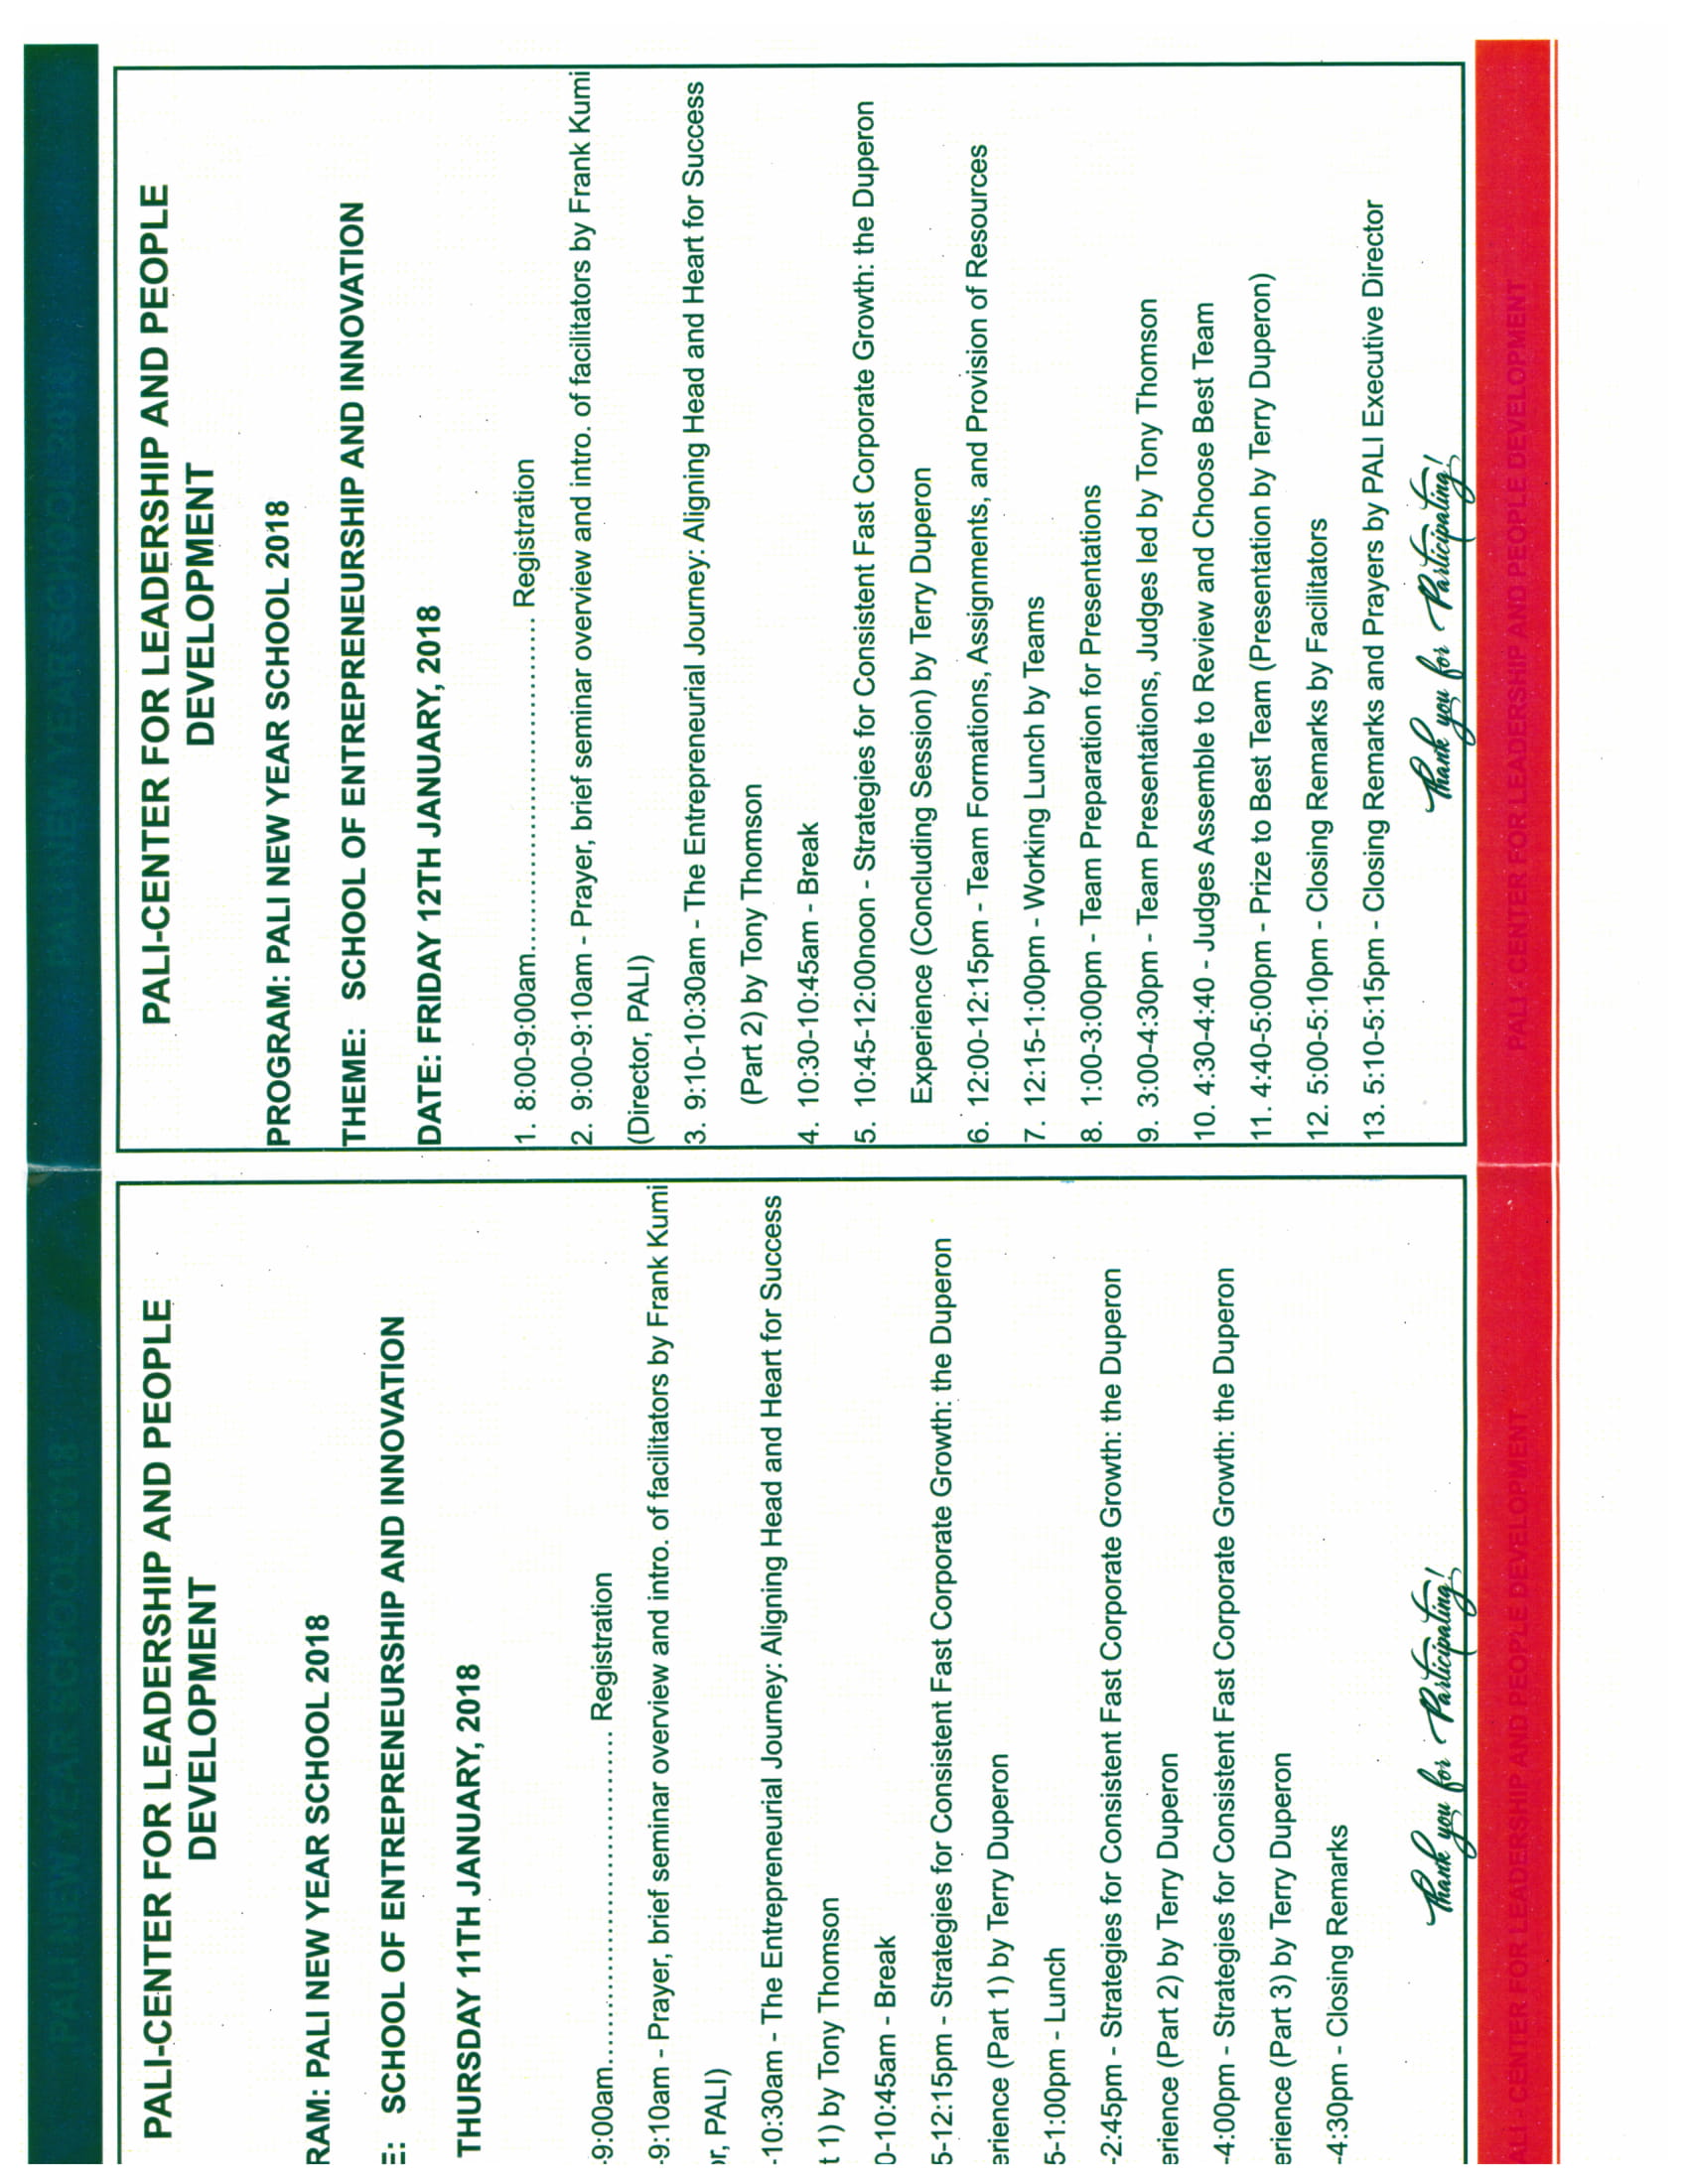 PALI NEW YEAR SCHOOL 2018
PALI-CENTER FOR LEADERSHIP AND PEOPLE
DEVELOPMENT
RAM: PALI NEW YEAR SCHOOL 2018
E: SCHOOL OF ENTREPRENEURSHIP AND INNOVATION
THURSDAY 11TH JANUARY, 2018
-9:00am........................................ Registration
-9:10am - Prayer, brief seminar overview and intro. of facilitators by Frank Kumi
or, PALI)
-10:30am - The Entrepreneurial Journey: Aligning Head and Heart for Success
t 1) by Tony Thomson
0-10:45am - Break
5-12:15pm - Strategies for Consistent Fast Corporate Growth: the Duperon
erience (Part 1) by Terry Duperon
5-1:00pm - Lunch
-2:45pm - Strategies for Consistent Fast Corporate Growth: the Duperon
erience (Part 2) by Terry Duperon
-4:00pm - Strategies for Consistent Fast Corporate Growth: the Duperon
erience (Part 3) by Terry Duperon
-4:30pm - Closing Remarks
Thank you for Participating!
ALI - CENTER FOR LEADERSHIP AND PEOPLE DEVELOPMENT
PALI NEW YEAR SCHOOL 2018
PALI-CENTER FOR LEADERSHIP AND PEOPLE
DEVELOPMENT
PROGRAM: PALI NEW YEAR SCHOOL 2018
THEME: SCHOOL OF ENTREPRENEURSHIP AND INNOVATION
DATE: FRIDAY 12TH JANUARY, 2018
1. 8:00-9:00am........................................ Registration
2. 9:00-9:10am - Prayer, brief seminar overview and intro. of facilitators by Frank Kumi
(Director, PALI)
3. 9:10-10:30am - The Entrepreneurial Journey: Aligning Head and Heart for Success
(Part 2) by Tony Thomson
4. 10:30-10:45am - Break
5. 10:45-12:00noon - Strategies for Consistent Fast Corporate Growth: the Duperon
Experience (Concluding Session) by Terry Duperon
6. 12:00-12:15pm - Team Formations, Assignments, and Provision of Resources
7. 12:15-1:00pm - Working Lunch by Teams
8. 1:00-3:00pm - Team Preparation for Presentations
9. 3:00-4:30pm - Team Presentations, Judges led by Tony Thomson
10. 4:30-4:40 - Judges Assemble to Review and Choose Best Team
11. 4:40-5:00pm - Prize to Best Team (Presentation by Terry Duperon)
12. 5:00-5:10pm - Closing Remarks by Facilitators
13. 5:10-5:15pm - Closing Remarks and Prayers by PALI Executive Director
Thank you for Participating!
PALI - CENTER FOR LEADERSHIP AND PEOPLE DEVELOPMENT